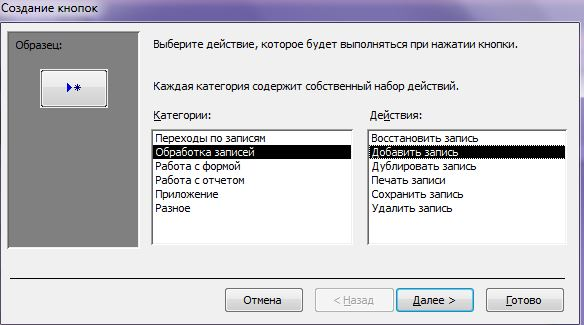 Создание кнопок
Образец:
Выберите действие, которое будет выполняться при нажатии кнопки.
Каждая категория содержит собственный набор действий.
Категории:
Переходы по записям
Обработка записей
Работа с формой
Работа с отчетом
Приложение
Разное
Действия:
Восстановить запись
Добавить запись
Дублировать запись
Печать записи
Сохранить запись
Удалить запись
Отмена
< Назад
Далее >
Готово